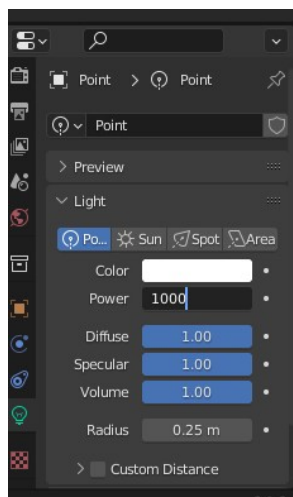 Point > Point
Point
> Preview
Light
Po... Sun Spot Area
Color
Power 1000
Diffuse 1.00
Specular 1.00
Volume 1.00
Radius 0.25 m
> Custom Distance